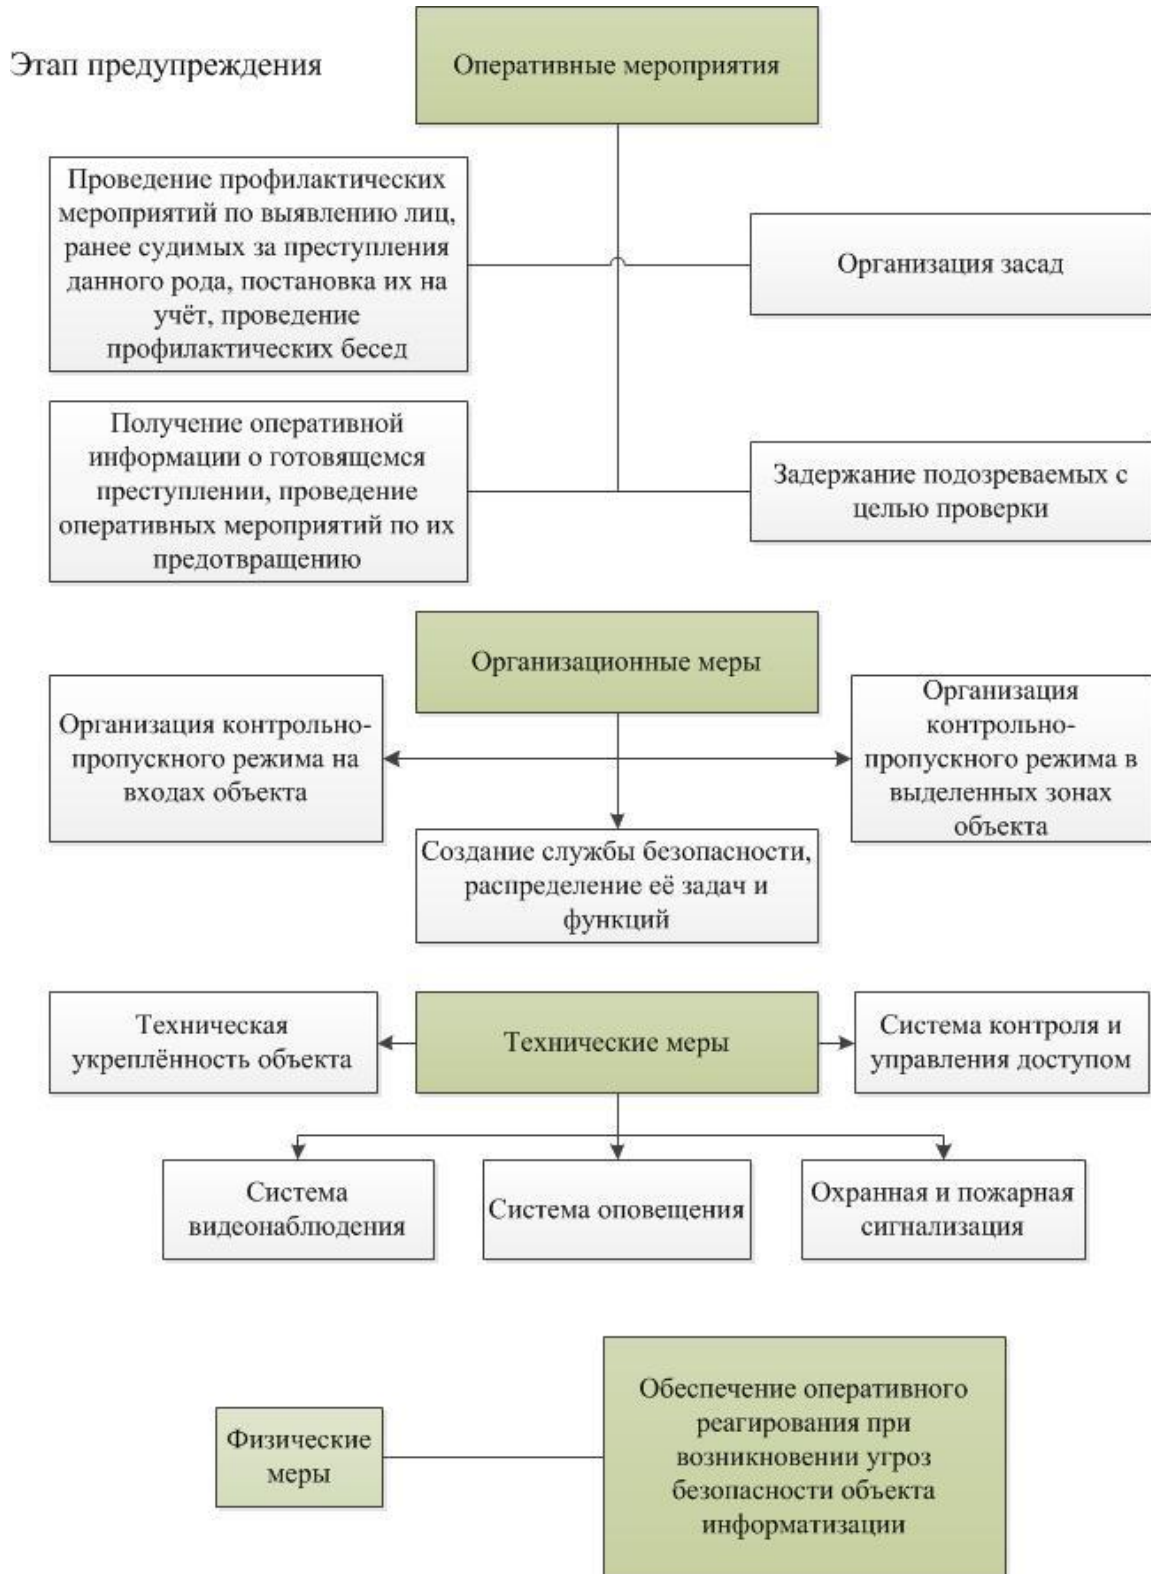 Этап предупреждения
Оперативные мероприятия
Проведение профилактических
мероприятий по выявлению лиц,
ранее судимых за преступления
данного рода, постановка их на
учёт, проведение
профилактических бесед
Организация засад
Получение оперативной
информации о готовящемся
преступлении, проведение
оперативных мероприятий по их
предотвращению
Задержание подозреваемых с
целью проверки
Организационные меры
Организация контрольно-
пропускного режима на
входах объекта
Организация
контрольно-
пропускного режима в
выделенных зонах
объекта
Создание службы безопасности,
распределение её задач и
функций
Техническая
укреплённость объекта
Технические меры
Система контроля и
управления доступом
Система
видеонаблюдения
Система оповещения
Охранная и пожарная
сигнализация
Физические
меры
Обеспечение оперативного
реагирования при
возникновении угроз
безопасности объекта
информатизации